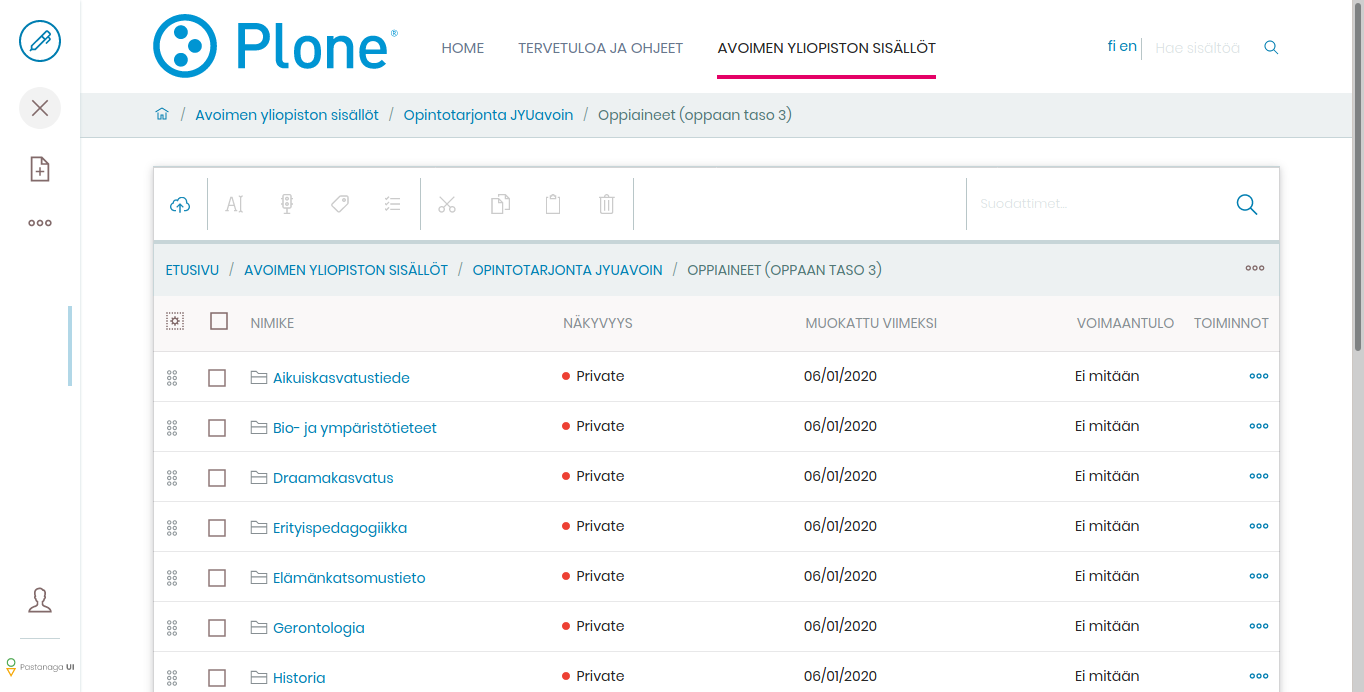 Plone®
HOME TERVETULOA JA OHJEET AVOIMEN YLIOPISTON SISÄLLÖT
fi en Hae sisältöä
/ Avoimen yliopiston sisällöt / Opintotarjonta JYUavoin / Oppiaineet (oppaan taso 3)
AI Suodattimet...
ETUSIVU / AVOIMEN YLIOPISTON SISÄLLÖT / OPINTOTARJONTA JYUAVOIN / OPPIAINEET (OPPAAN TASO 3)
NIMIKE NÄKYVYYS MUOKATTU VIIMEKSI VOIMAANTULO TOIMINNOT
Aikuiskasvatustiede Private 06/01/2020 Ei mitään
Bio- ja ympäristötieteet Private 06/01/2020 Ei mitään
Draamakasvatus Private 06/01/2020 Ei mitään
Erityispedagogiikka Private 06/01/2020 Ei mitään
Elämänkatsomustieto Private 06/01/2020 Ei mitään
Gerontologia Private 06/01/2020 Ei mitään
Historia Private 06/01/2020 Ei mitään
Pastanaga UI